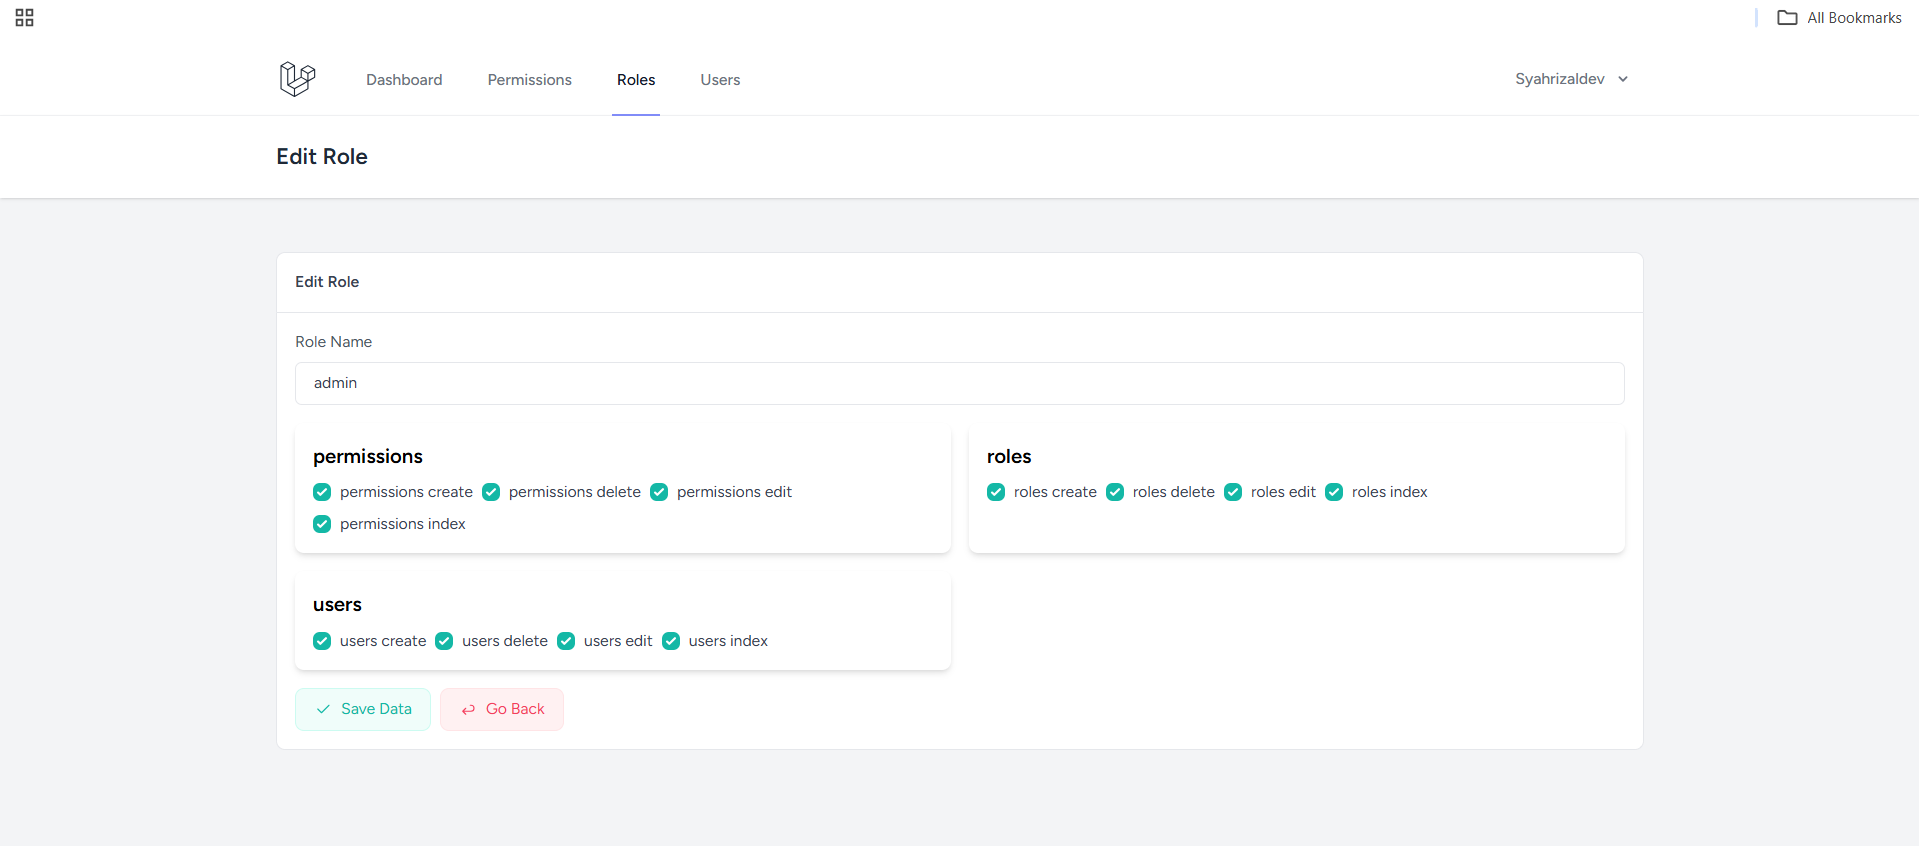 All Bookmarks
Dashboard Permissions Roles Users Syahrizaldev
Edit Role
Edit Role
Role Name
admin
permissions
permissions create permissions delete permissions edit
permissions index
roles
roles create roles delete roles edit roles index
users
users create users delete users edit users index
Save Data Go Back